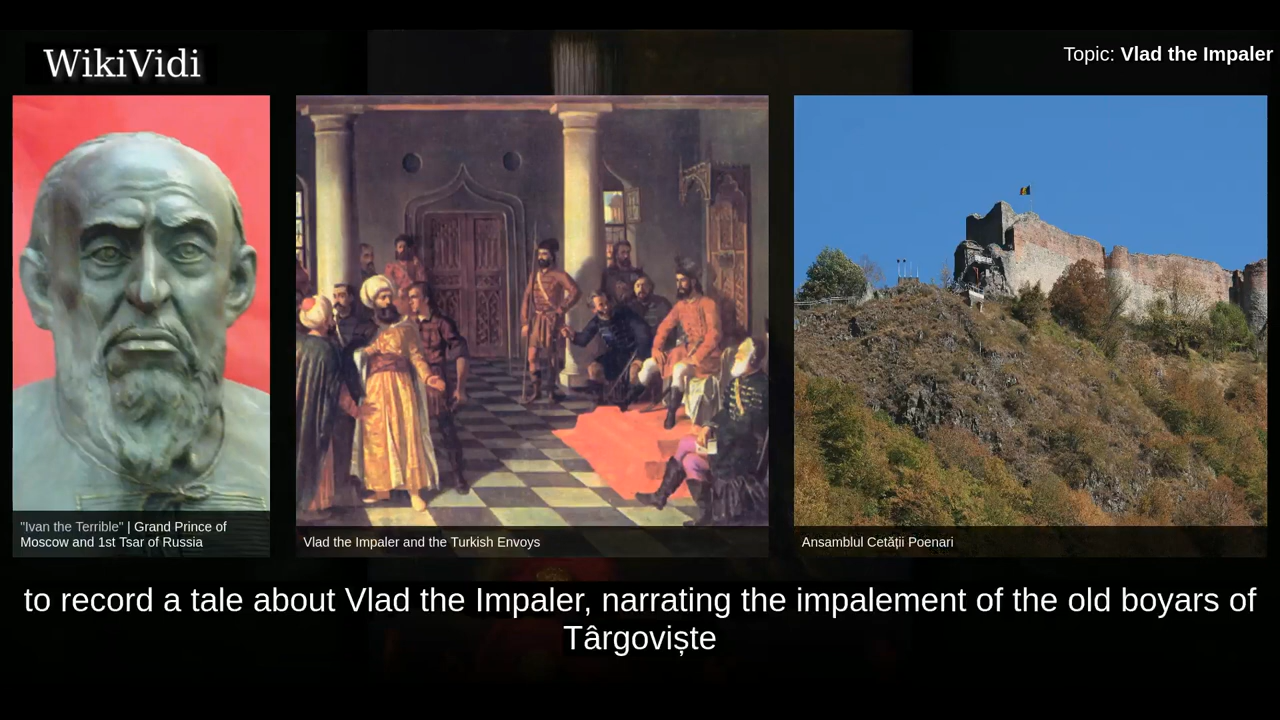 WikiVidi
Topic: Vlad the Impaler
"Ivan the Terrible" | Grand Prince of
Moscow and 1st Tsar of Russia
Vlad the Impaler and the Turkish Envoys
Ansamblul Cetății Poenari
to record a tale about Vlad the Impaler, narrating the impalement of the old boyars of
Târgoviște